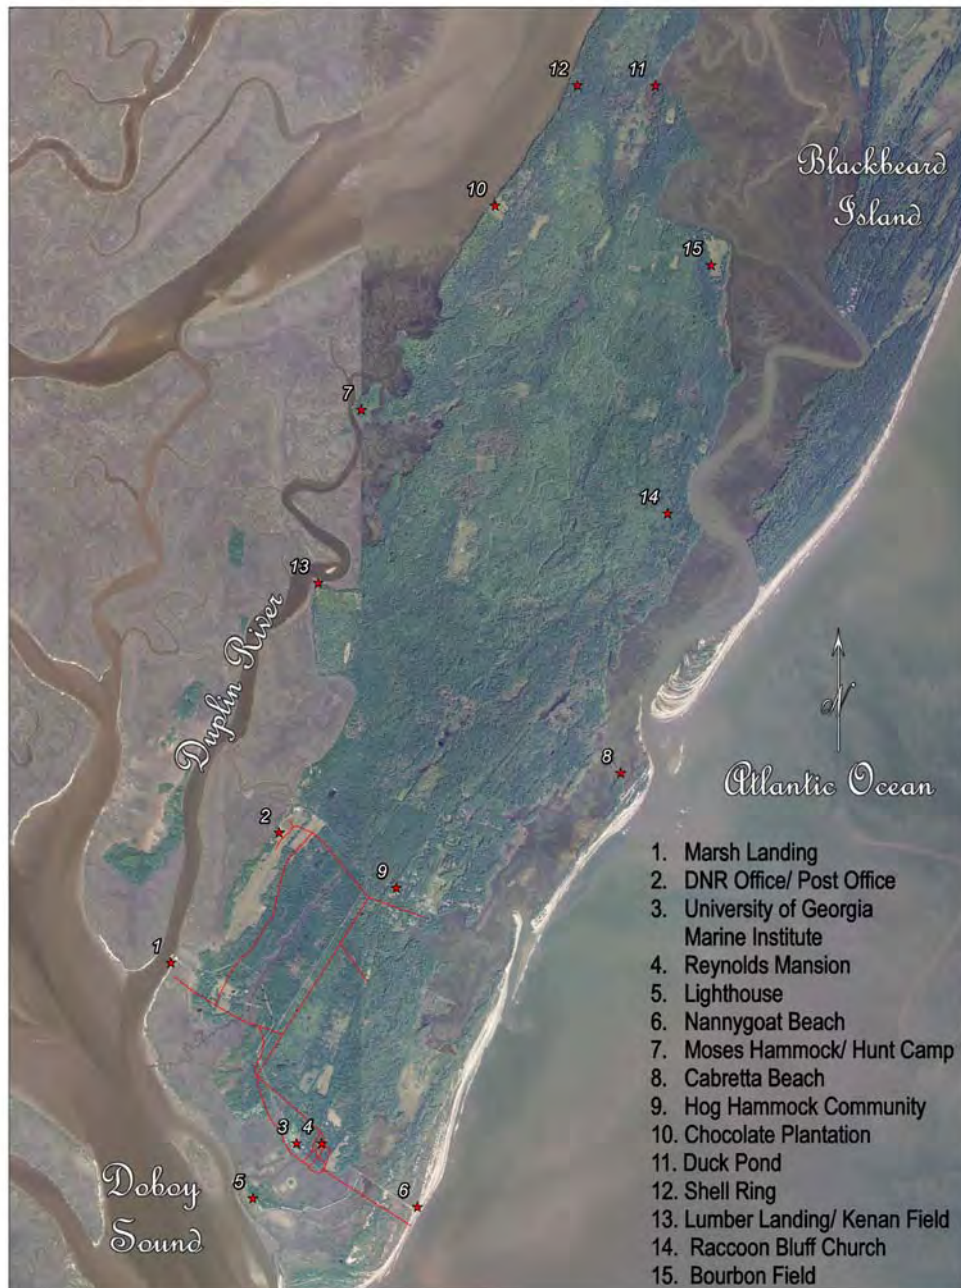 12
11
Blackbeard
Island
10
15
7
14
13
Duplin River
N
8
Atlantic Ocean
2
9
1
3
4
5
6
Doboy
Sound
1. Marsh Landing
2. DNR Office/ Post Office
3. University of Georgia
Marine Institute
4. Reynolds Mansion
5. Lighthouse
6. Nannygoat Beach
7. Moses Hammock/ Hunt Camp
8. Cabretta Beach
9. Hog Hammock Community
10. Chocolate Plantation
11. Duck Pond
12. Shell Ring
13. Lumber Landing/ Kenan Field
14. Raccoon Bluff Church
15. Bourbon Field